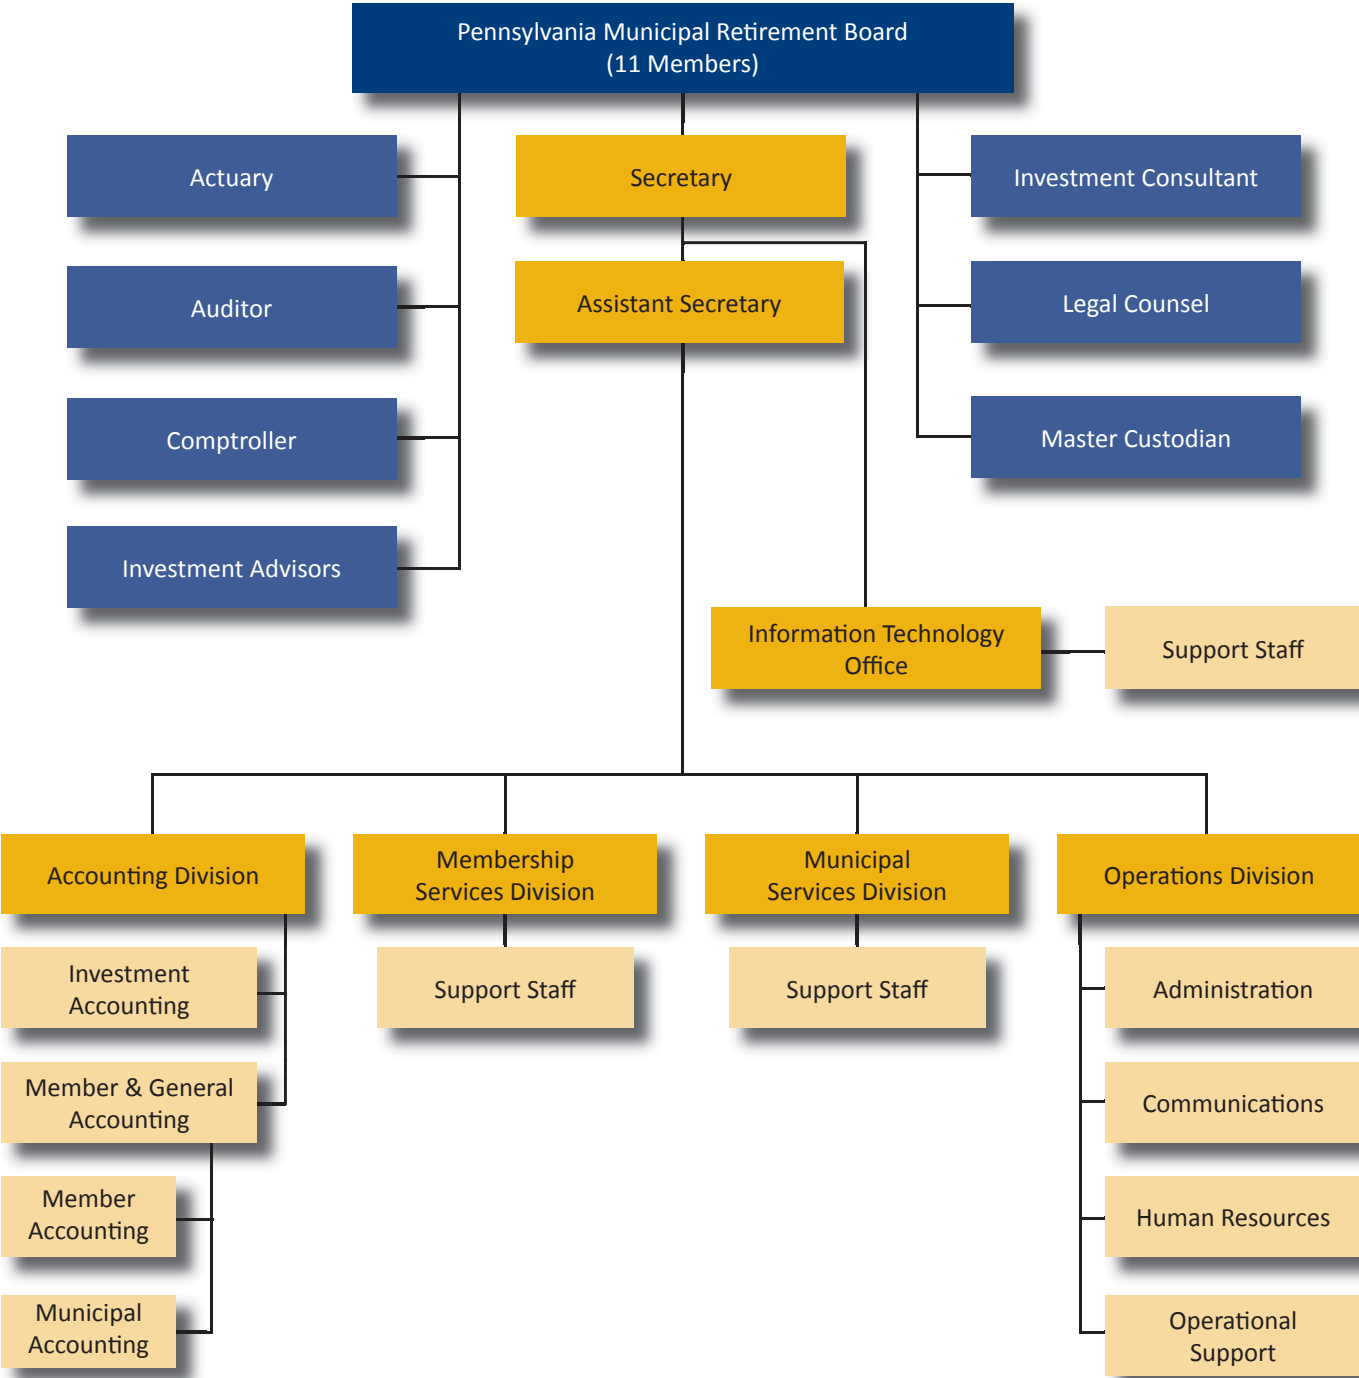 Pennsylvania Municipal Retirement Board
(11 Members)
Actuary
Secretary
Investment Consultant
Auditor
Assistant Secretary
Legal Counsel
Comptroller
Master Custodian
Investment Advisors
Information Technology
Office
Support Staff
Accounting Division
Membership
Services Division
Municipal
Services Division
Operations Division
Investment
Accounting
Support Staff
Support Staff
Administration
Member & General
Accounting
Communications
Member
Accounting
Human Resources
Municipal
Accounting
Operational
Support